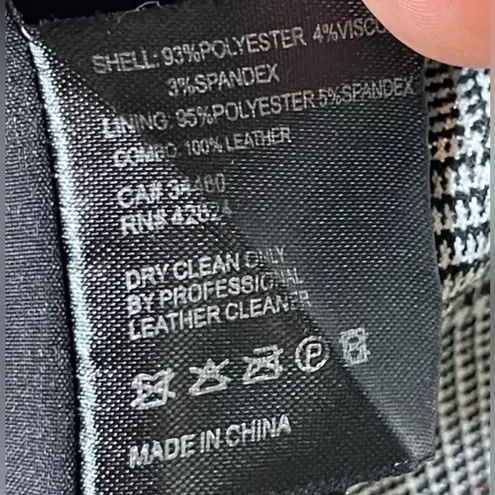 SHELL: 93%POLYESTER 4%VISCO
3%SPANDEX
LINING: 95%POLYESTER 5%SPANDEX
COMBO: 100% LEATHER
CA# 34460
RN# 42824
DRY CLEAN ONLY
BY PROFESSIONAL
LEATHER CLEANER
P
MADE IN CHINA